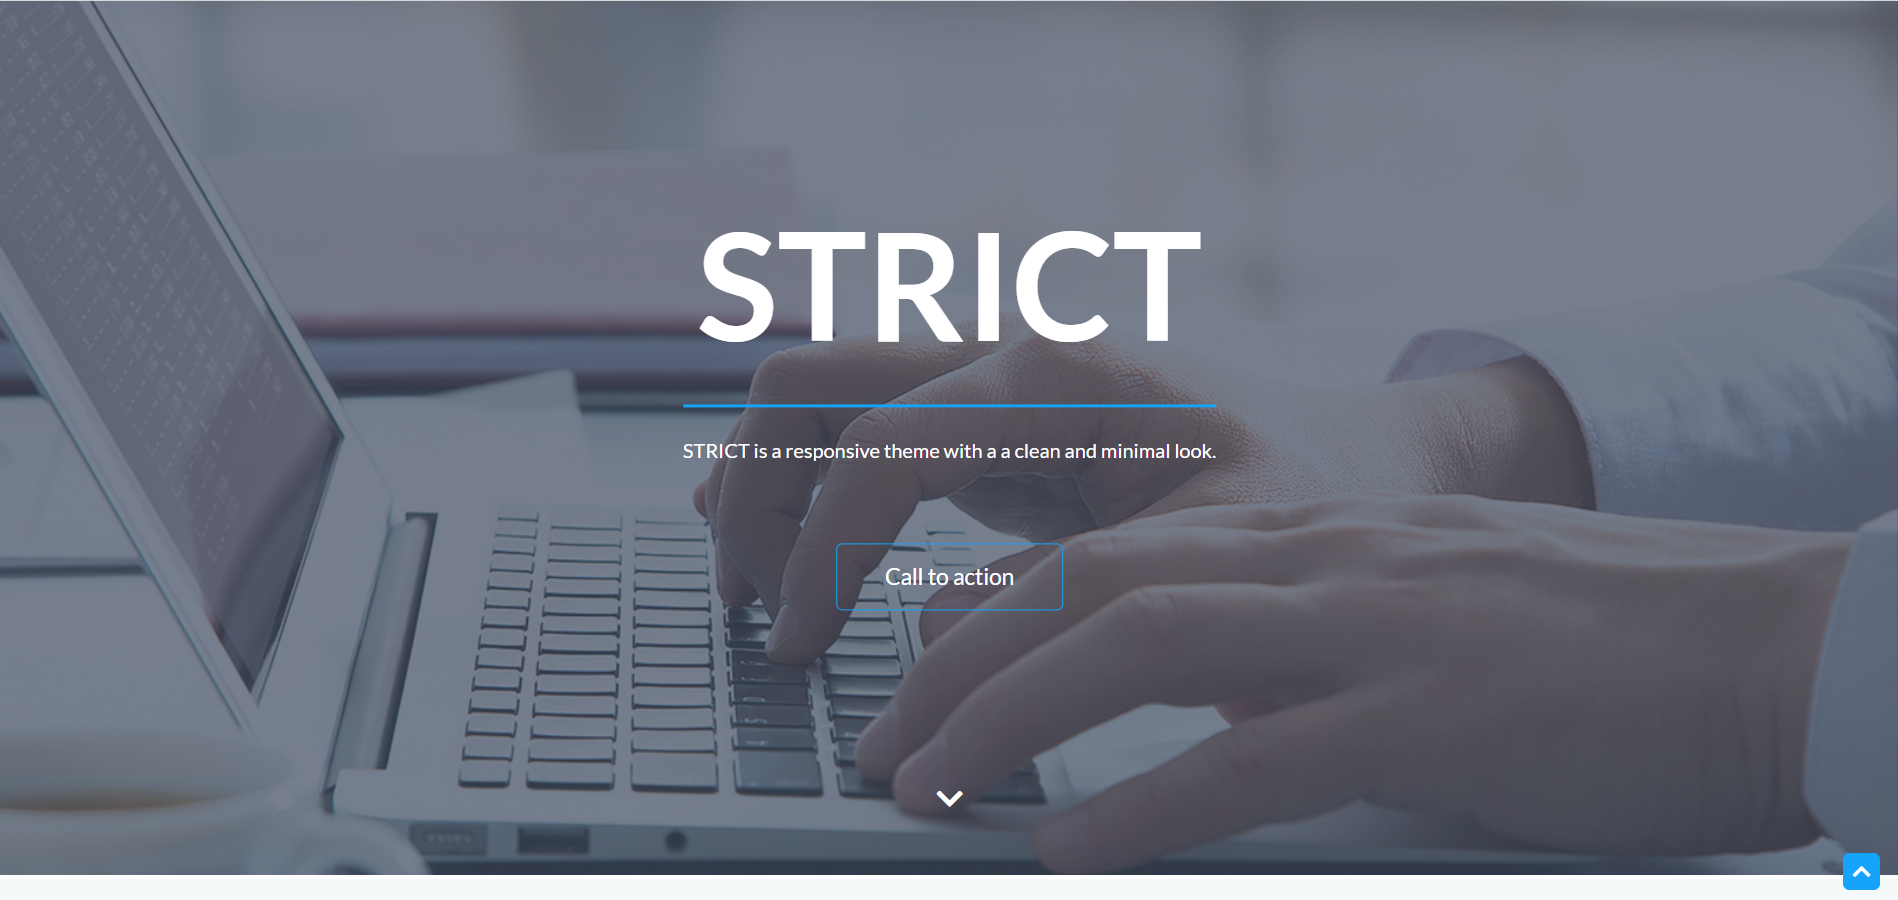 STRICT
STRICT is a responsive theme with a a clean and minimal look.
Call to action